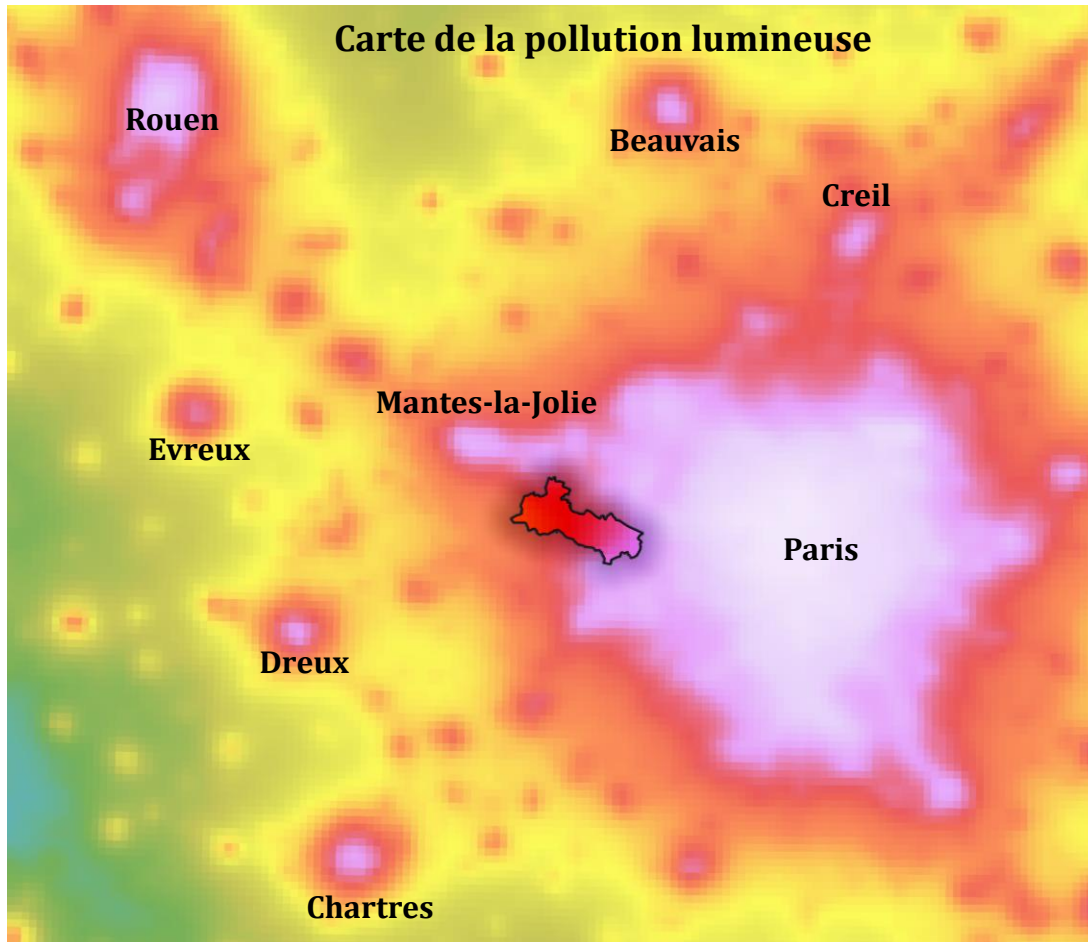 Carte de la pollution lumineuse
Rouen
Beauvais
Creil
Mantes-la-Jolie
Evreux
Paris
Dreux
Chartres